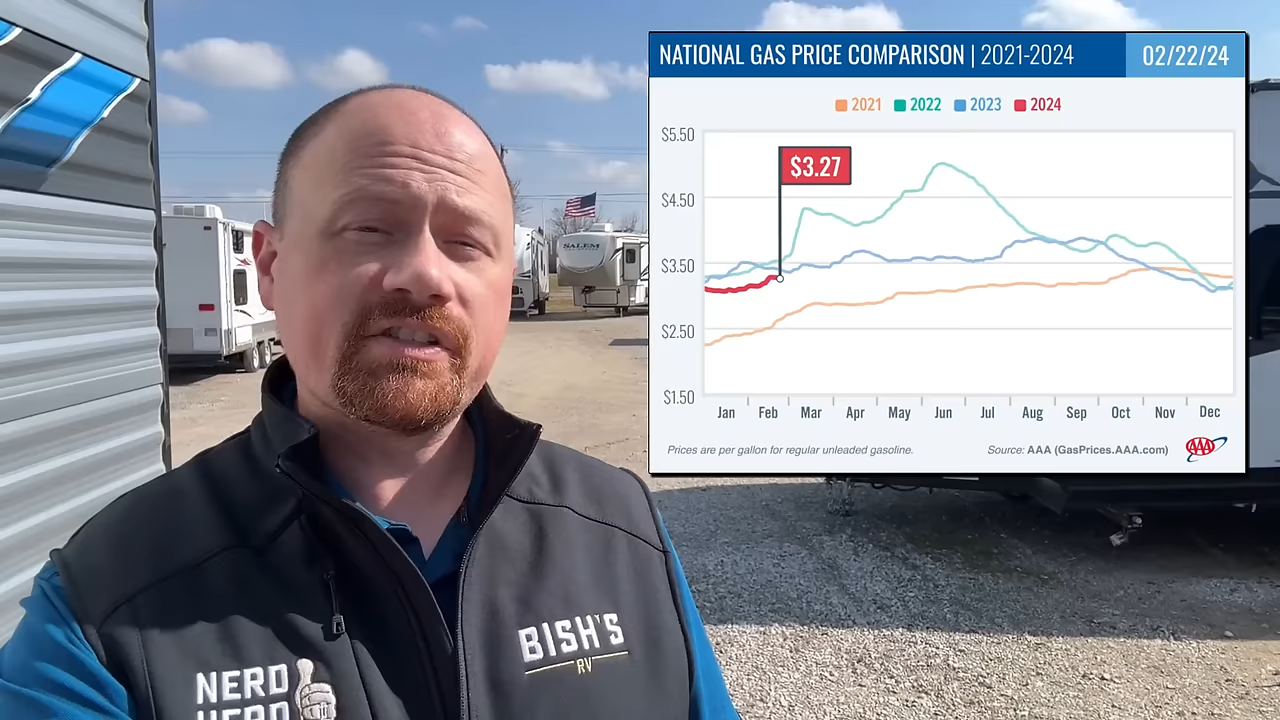 NATIONAL GAS PRICE COMPARISON | 2021-2024
02/22/24
2021 2022 2023 2024
$5.50
$3.27
$4.50
$3.50
$2.50
$1.50
Jan Feb Mar Apr May Jun Jul Aug Sep Oct Nov Dec
Prices are per gallon for regular unleaded gasoline.
Source: AAA (GasPrices.AAA.com)
AAA
SALEM
BISH'S
RV
NERD
HERD